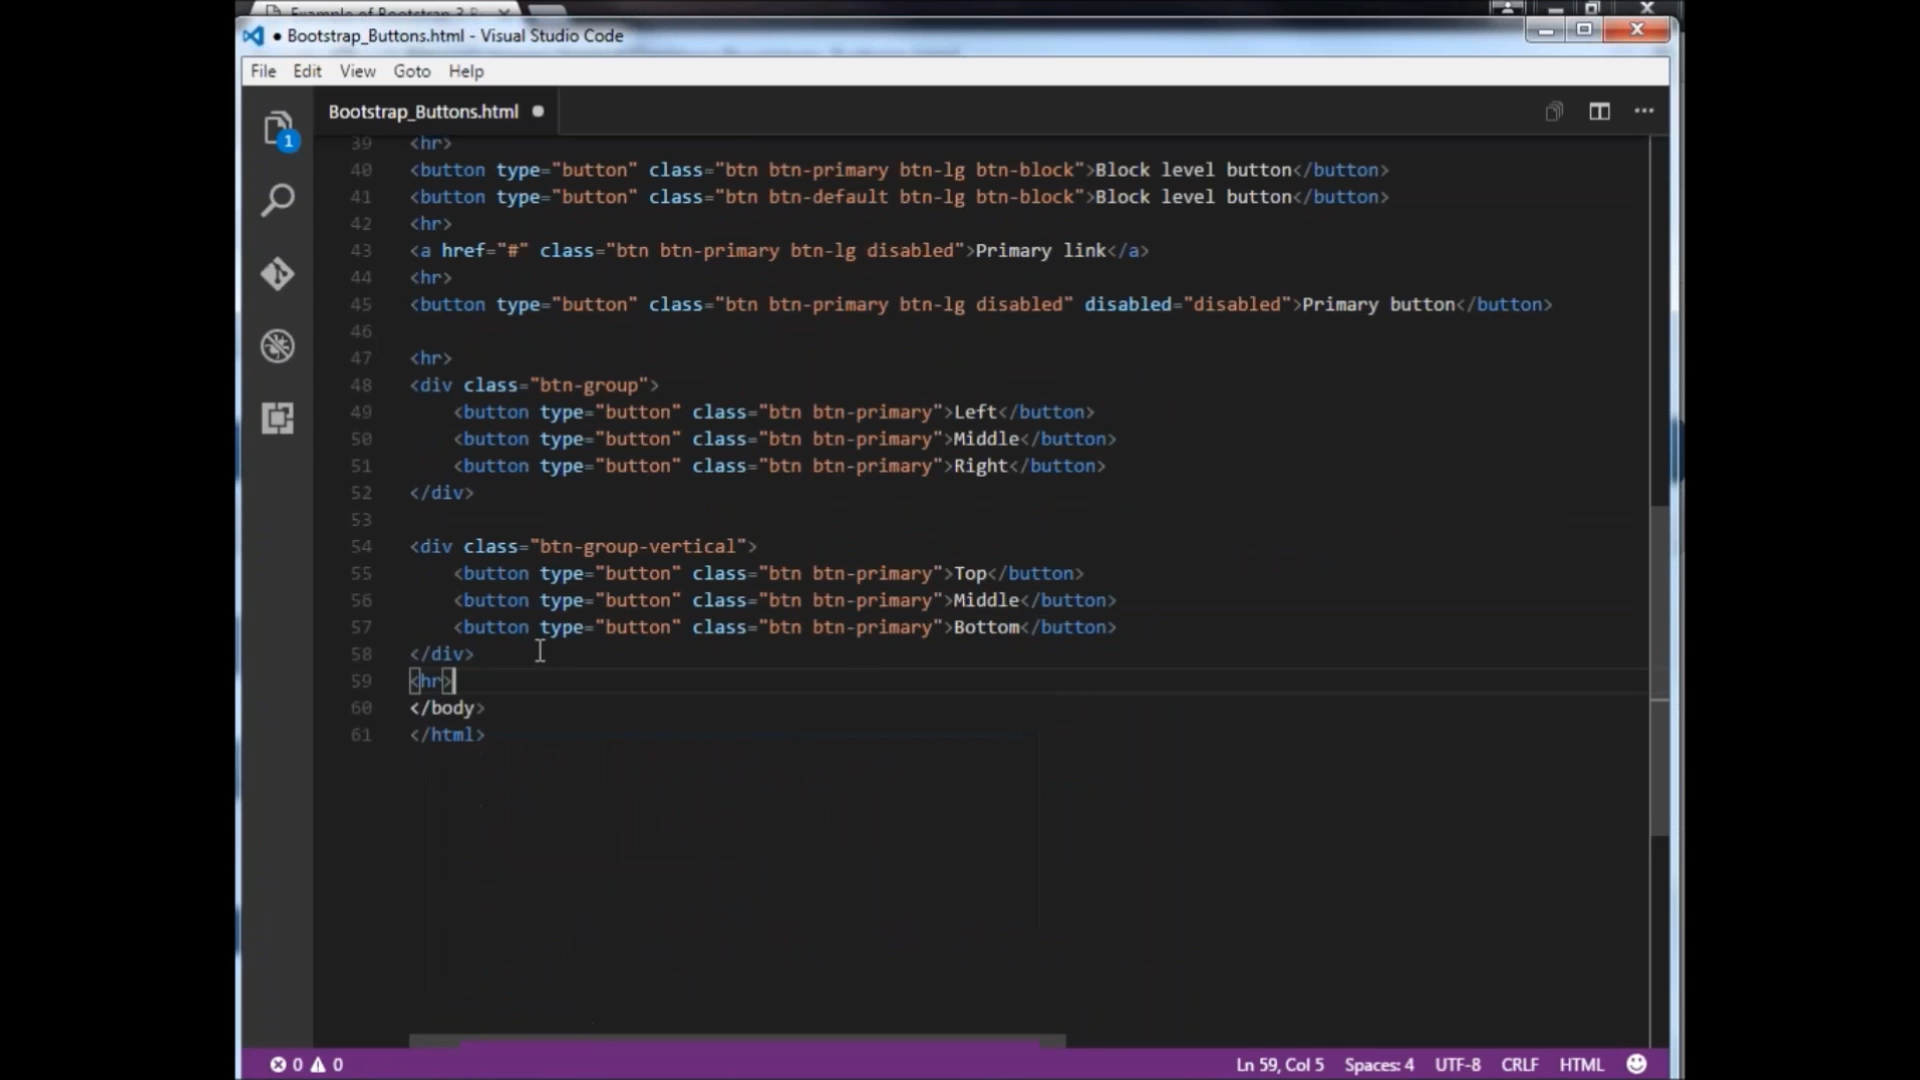 Example of Bootstrap 3 B
● Bootstrap_Buttons.html - Visual Studio Code
File Edit View Goto Help
1
Bootstrap_Buttons.html
39 <hr>
40 <button type="button" class="btn btn-primary btn-lg btn-block">Block level button</button>
41 <button type="button" class="btn btn-default btn-lg btn-block">Block level button</button>
42 <hr>
43 <a href="#" class="btn btn-primary btn-lg disabled">Primary link</a>
44 <hr>
45 <button type="button" class="btn btn-primary btn-lg disabled" disabled="disabled">Primary button</button>
46
47 <hr>
48 <div class="btn-group">
49 <button type="button" class="btn btn-primary">Left</button>
50 <button type="button" class="btn btn-primary">Middle</button>
51 <button type="button" class="btn btn-primary">Right</button>
52 </div>
53
54 <div class="btn-group-vertical">
55 <button type="button" class="btn btn-primary">Top</button>
56 <button type="button" class="btn btn-primary">Middle</button>
57 <button type="button" class="btn btn-primary">Bottom</button>
58 </div>
59 <hr>
60 </body>
61 </html>
0 0 Ln 59, Col 5 Spaces: 4 UTF-8 CRLF HTML